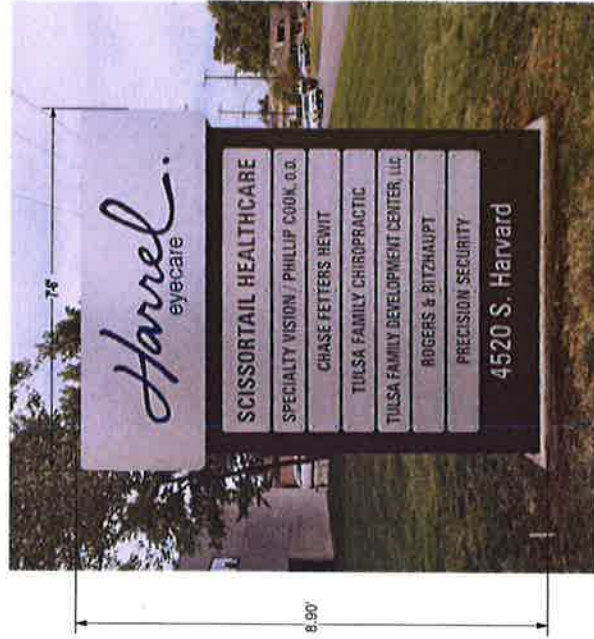 7'-6"
8.90'
Harrel
eyecare
SCISSORTAIL HEALTHCARE
SPECIALTY VISION / PHILLIP COOK, O.D.
CHASE FETTERS HEWIT
TULSA FAMILY CHIROPRACTIC
TULSA FAMILY DEVELOPMENT CENTER, LLC
ROGERS & RITZHAUPT
PRECISION SECURITY
4520 S. Harvard